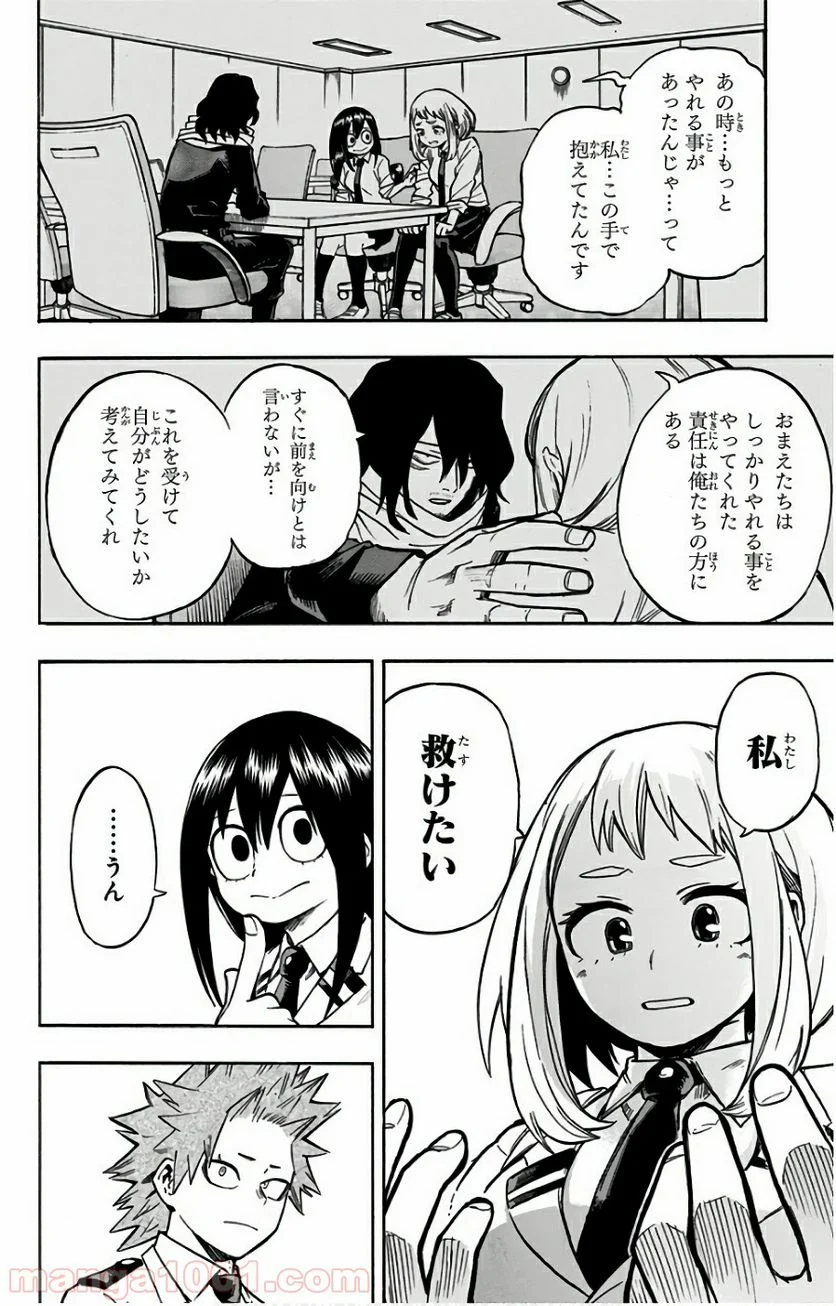 あの時…もっと
やれる事が
あったんじゃ…って
私…この手で
抱えてたんです
おまえたちは
しっかりやれる事を
やってくれた
責任は俺たちの方に
ある
すぐに前を向けとは
言わないが…
これを受けて
自分がどうしたいか
考えてみてくれ
私
救けたい
……うん
manga1001.com